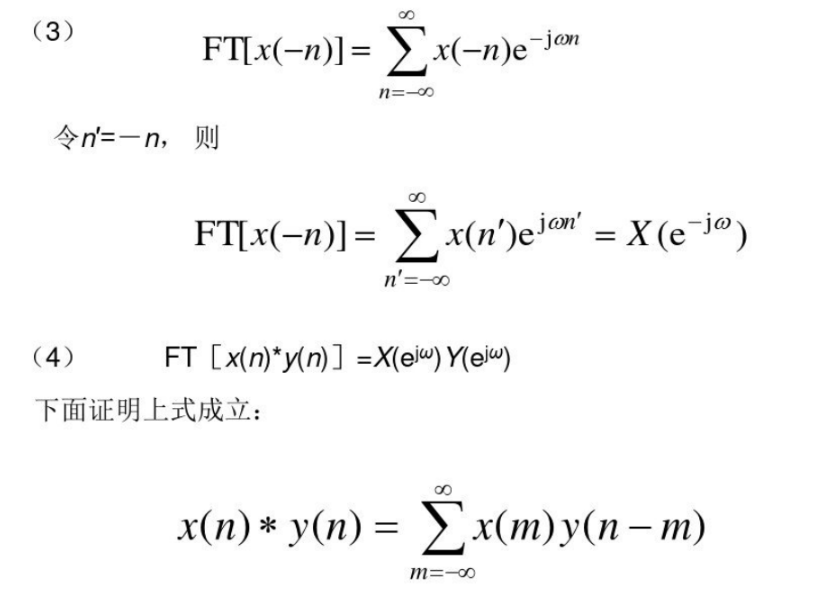 （3） FT[x(−n)] = ∑_{n=−∞}^{∞} x(−n)e^{−jωn}
令n′=－n， 则
FT[x(−n)] = ∑_{n′=−∞}^{∞} x(n′)e^{jωn′} = X(e^{−jω})
（4） FT［x(n)*y(n)］=X(e^{jω})Y(e^{jω})
下面证明上式成立：
x(n) * y(n) = ∑_{m=−∞}^{∞} x(m)y(n − m)